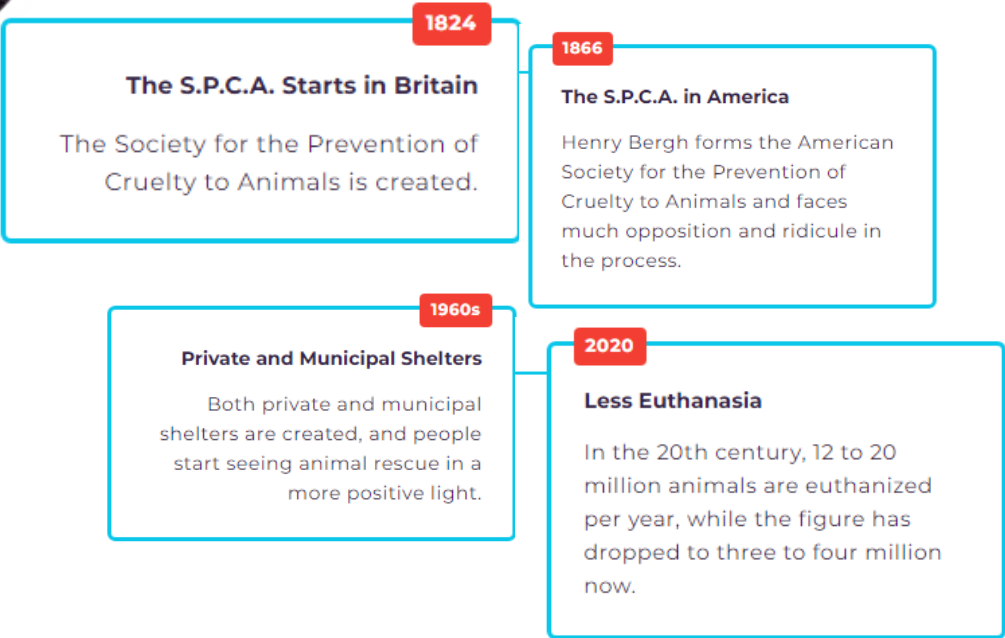 1824
The S.P.C.A. Starts in Britain
The Society for the Prevention of
Cruelty to Animals is created.
1866
The S.P.C.A. in America
Henry Bergh forms the American
Society for the Prevention of
Cruelty to Animals and faces
much opposition and ridicule in
the process.
1960s
Private and Municipal Shelters
Both private and municipal
shelters are created, and people
start seeing animal rescue in a
more positive light.
2020
Less Euthanasia
In the 20th century, 12 to 20
million animals are euthanized
per year, while the figure has
dropped to three to four million
now.